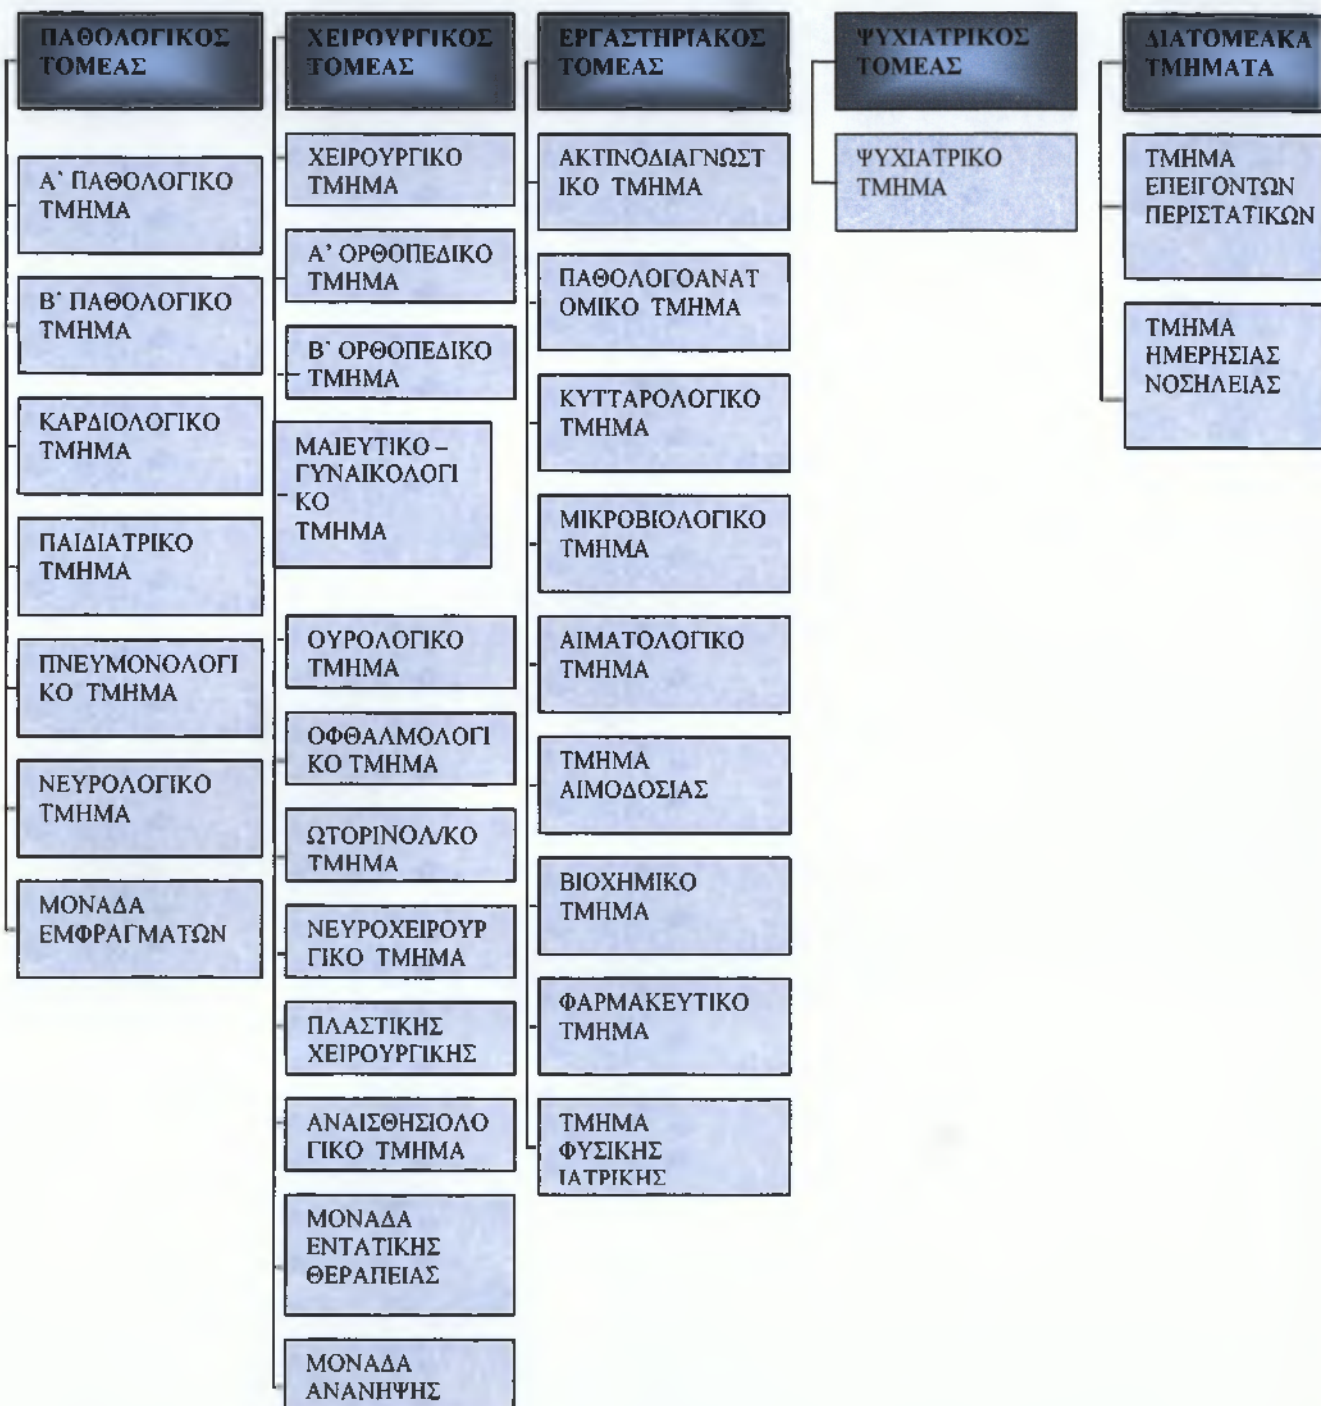 ΠΑΘΟΛΟΓΙΚΟΣ
ΤΟΜΕΑΣ
Α' ΠΑΘΟΛΟΓΙΚΟ
ΤΜΗΜΑ
Β' ΠΑΘΟΛΟΓΙΚΟ
ΤΜΗΜΑ
ΚΑΡΔΙΟΛΟΓΙΚΟ
ΤΜΗΜΑ
ΠΑΙΔΙΑΤΡΙΚΟ
ΤΜΗΜΑ
ΠΝΕΥΜΟΝΟΛΟΓΙ
ΚΟ ΤΜΗΜΑ
ΝΕΥΡΟΛΟΓΙΚΟ
ΤΜΗΜΑ
ΜΟΝΑΔΑ
ΕΜΦΡΑΓΜΑΤΩΝ
ΧΕΙΡΟΥΡΓΙΚΟΣ
ΤΟΜΕΑΣ
ΧΕΙΡΟΥΡΓΙΚΟ
ΤΜΗΜΑ
Α' ΟΡΘΟΠΕΔΙΚΟ
ΤΜΗΜΑ
Β' ΟΡΘΟΠΕΔΙΚΟ
ΤΜΗΜΑ
ΜΑΙΕΥΤΙΚΟ –
ΓΥΝΑΙΚΟΛΟΓΙ
ΚΟ
ΤΜΗΜΑ
ΟΥΡΟΛΟΓΙΚΟ
ΤΜΗΜΑ
ΟΦΘΑΛΜΟΛΟΓΙ
ΚΟ ΤΜΗΜΑ
ΩΤΟΡΙΝΟΛ/ΚΟ
ΤΜΗΜΑ
ΝΕΥΡΟΧΕΙΡΟΥΡ
ΓΙΚΟ ΤΜΗΜΑ
ΠΛΑΣΤΙΚΗΣ
ΧΕΙΡΟΥΡΓΙΚΗΣ
ΑΝΑΙΣΘΗΣΙΟΛΟ
ΓΙΚΟ ΤΜΗΜΑ
ΜΟΝΑΔΑ
ΕΝΤΑΤΙΚΗΣ
ΘΕΡΑΠΕΙΑΣ
ΜΟΝΑΔΑ
ΑΝΑΝΗΨΗΣ
ΕΡΓΑΣΤΗΡΙΑΚΟΣ
ΤΟΜΕΑΣ
ΑΚΤΙΝΟΔΙΑΓΝΩΣΤ
ΙΚΟ ΤΜΗΜΑ
ΠΑΘΟΛΟΓΟΑΝΑΤ
ΟΜΙΚΟ ΤΜΗΜΑ
ΚΥΤΤΑΡΟΛΟΓΙΚΟ
ΤΜΗΜΑ
ΜΙΚΡΟΒΙΟΛΟΓΙΚΟ
ΤΜΗΜΑ
ΑΙΜΑΤΟΛΟΓΙΚΟ
ΤΜΗΜΑ
ΤΜΗΜΑ
ΑΙΜΟΔΟΣΙΑΣ
ΒΙΟΧΗΜΙΚΟ
ΤΜΗΜΑ
ΦΑΡΜΑΚΕΥΤΙΚΟ
ΤΜΗΜΑ
ΤΜΗΜΑ
ΦΥΣΙΚΗΣ
ΙΑΤΡΙΚΗΣ
ΨΥΧΙΑΤΡΙΚΟΣ
ΤΟΜΕΑΣ
ΨΥΧΙΑΤΡΙΚΟ
ΤΜΗΜΑ
ΔΙΑΤΟΜΕΑΚΑ
ΤΜΗΜΑΤΑ
ΤΜΗΜΑ
ΕΠΕΙΓΟΝΤΩΝ
ΠΕΡΙΣΤΑΤΙΚΩΝ
ΤΜΗΜΑ
ΗΜΕΡΗΣΙΑΣ
ΝΟΣΗΛΕΙΑΣ